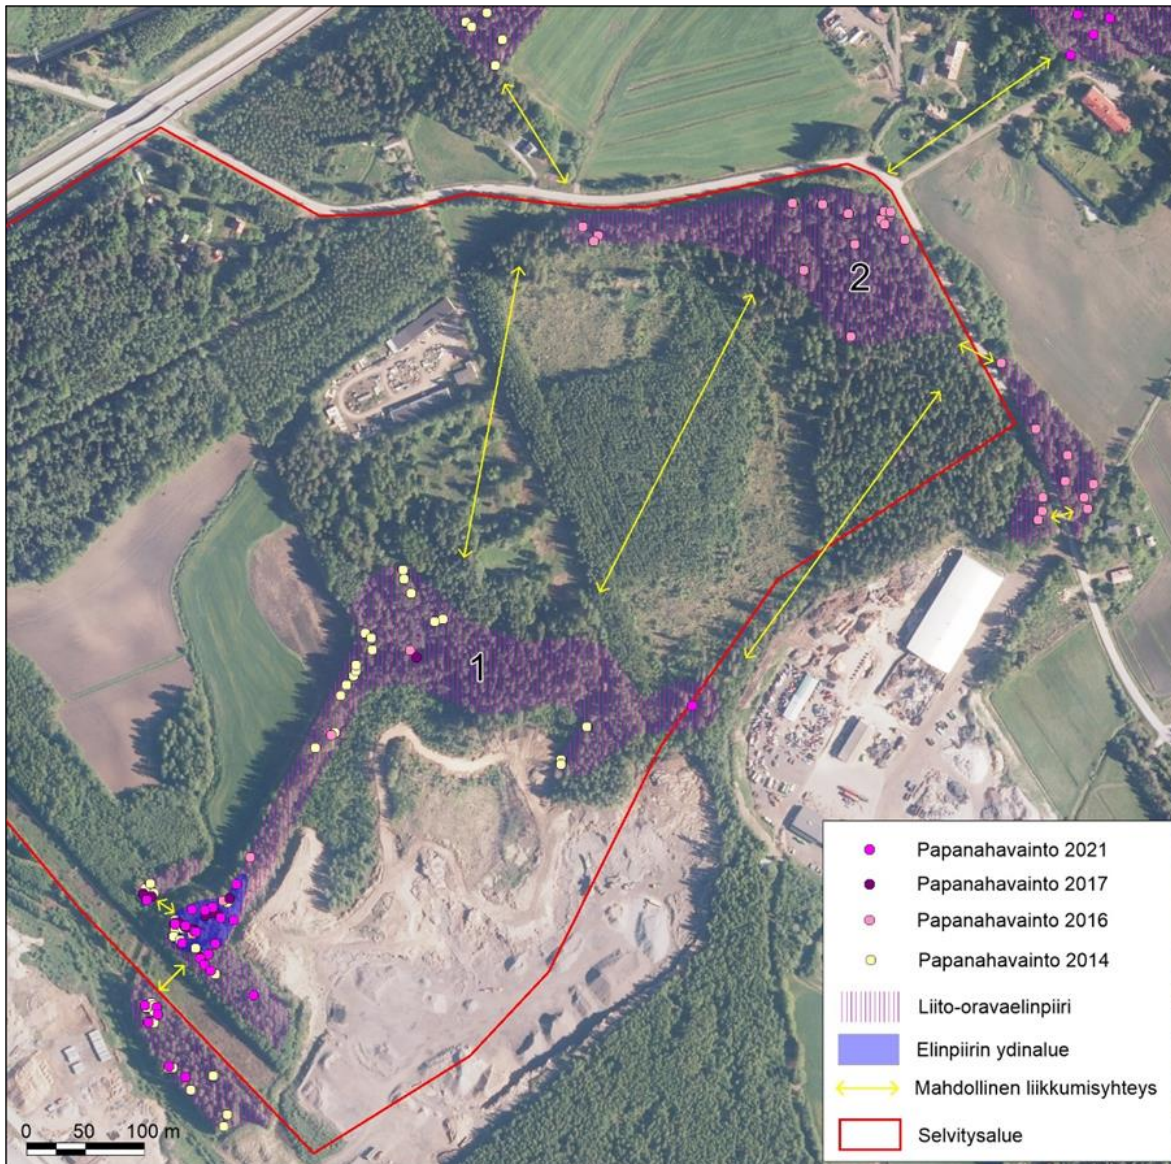 2
1
Papanahavainto 2021
Papanahavainto 2017
Papanahavainto 2016
Papanahavainto 2014
Liito-oravaelinpiiri
Elinpiirin ydinalue
Mahdollinen liikkumisyhteys
Selvitysalue
0 50 100 m